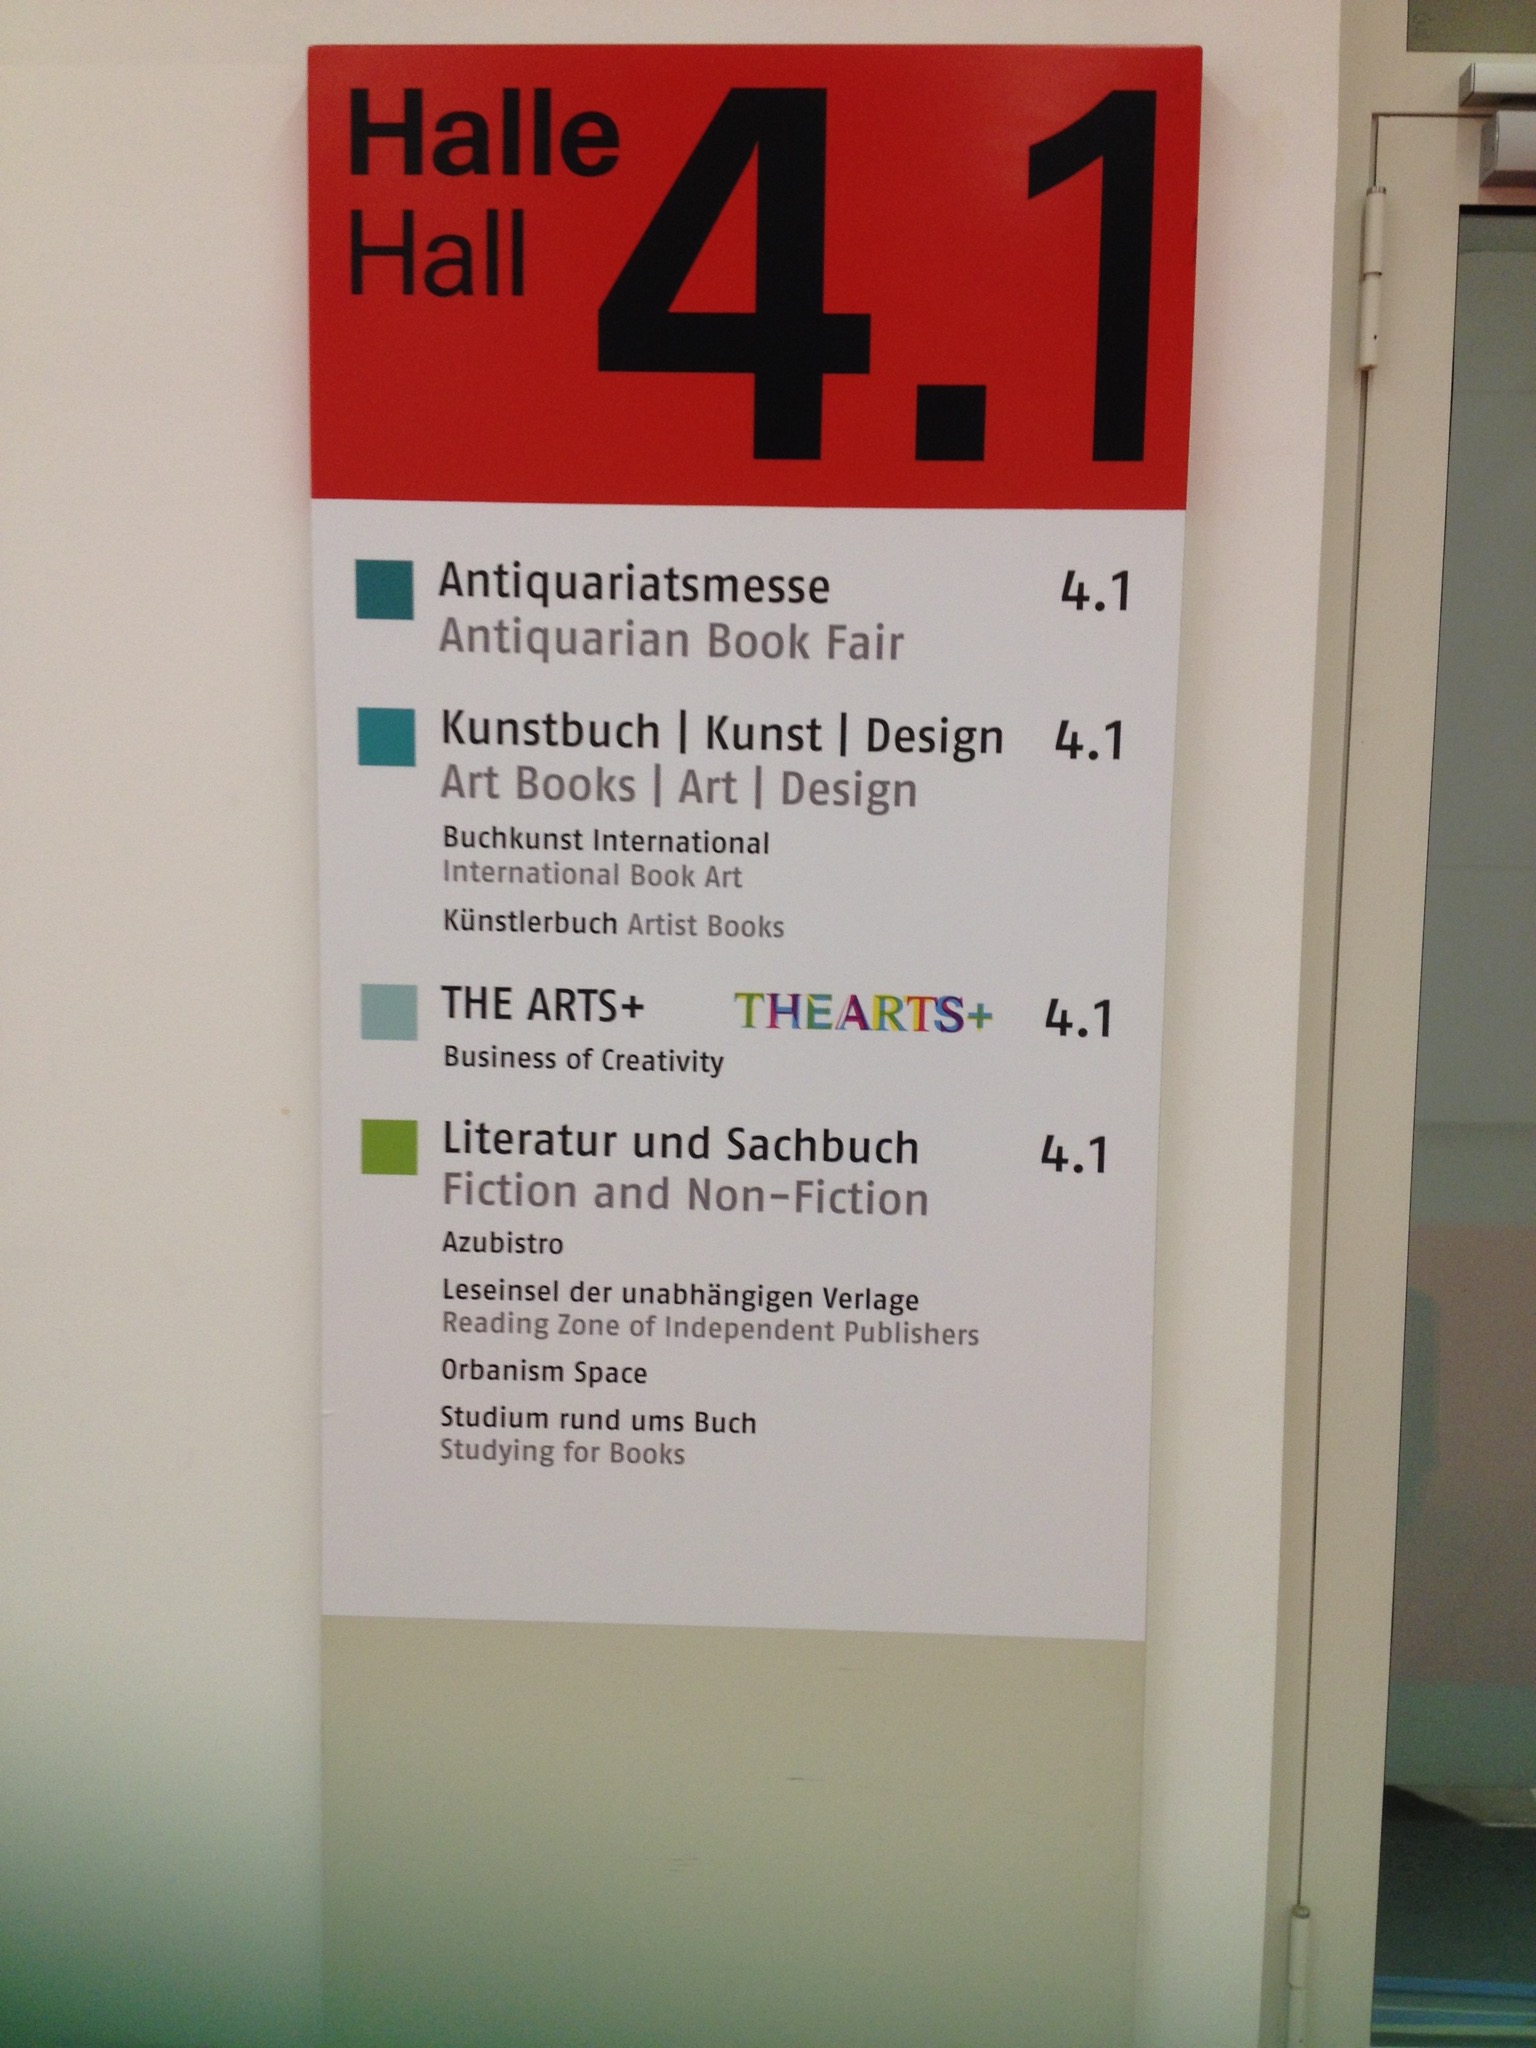 Halle
Hall
4.1
Antiquariatsmesse 4.1
Antiquarian Book Fair
Kunstbuch | Kunst | Design 4.1
Art Books | Art | Design
Buchkunst International
International Book Art
Künstlerbuch Artist Books
THE ARTS+ THEARTS+ 4.1
Business of Creativity
Literatur und Sachbuch 4.1
Fiction and Non-Fiction
Azubistro
Leseinsel der unabhängigen Verlage
Reading Zone of Independent Publishers
Orbanism Space
Studium rund ums Buch
Studying for Books